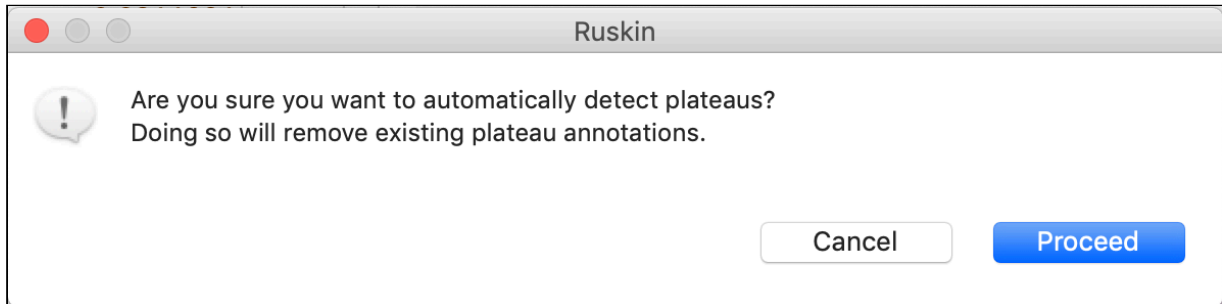 Ruskin
Are you sure you want to automatically detect plateaus?
Doing so will remove existing plateau annotations.
Cancel
Proceed